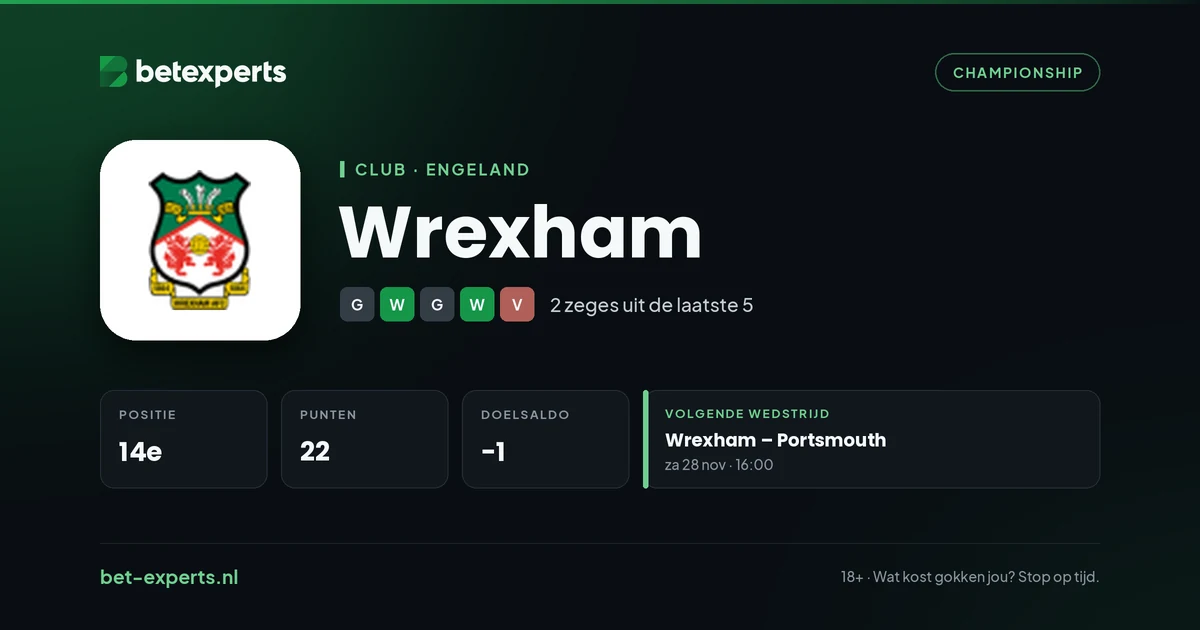 betexperts
CHAMPIONSHIP
CLUB · ENGELAND
Wrexham
G W G W V 2 zeges uit de laatste 5
POSITIE
14e
PUNTEN
22
DOELSALDO
−1
VOLGENDE WEDSTRIJD
Wrexham – Portsmouth
za 28 nov · 16:00
bet-experts.nl
18+ · Wat kost gokken jou? Stop op tijd.